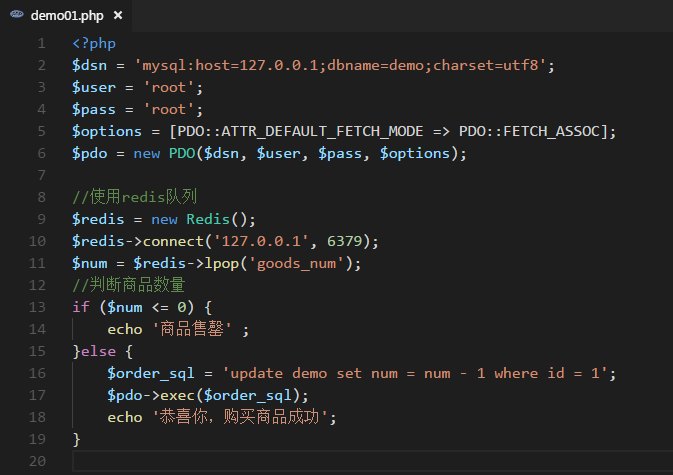 demo01.php ×
1 <?php
2 $dsn = 'mysql:host=127.0.0.1;dbname=demo;charset=utf8';
3 $user = 'root';
4 $pass = 'root';
5 $options = [PDO::ATTR_DEFAULT_FETCH_MODE => PDO::FETCH_ASSOC];
6 $pdo = new PDO($dsn, $user, $pass, $options);
7
8 //使用redis队列
9 $redis = new Redis();
10 $redis->connect('127.0.0.1', 6379);
11 $num = $redis->lpop('goods_num');
12 //判断商品数量
13 if ($num <= 0) {
14 echo '商品售罄' ;
15 }else {
16 $order_sql = 'update demo set num = num - 1 where id = 1';
17 $pdo->exec($order_sql);
18 echo '恭喜你，购买商品成功';
19 }
20